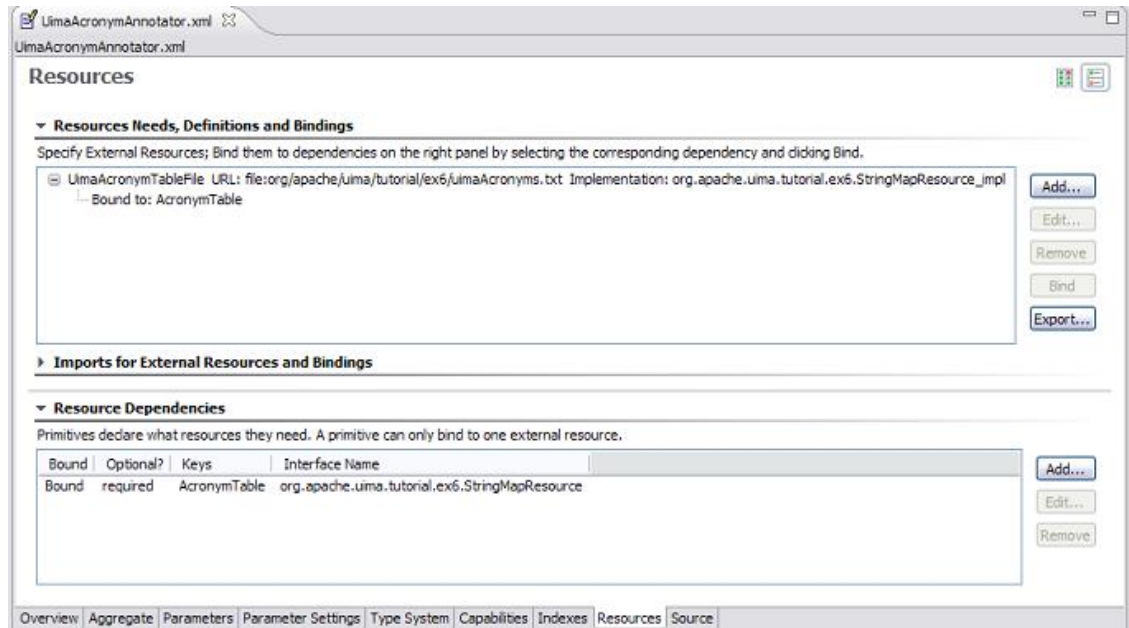 UimaAcronymAnnotator.xml
UimaAcronymAnnotator.xml
Resources
Resources Needs, Definitions and Bindings
Specify External Resources; Bind them to dependencies on the right panel by selecting the corresponding dependency and clicking Bind.
UimaAcronymTableFile URL: file:org/apache/uima/tutorial/ex6/uimaAcronyms.txt Implementation: org.apache.uima.tutorial.ex6.StringMapResource_impl
Bound to: AcronymTable
Add...
Edit...
Remove
Bind
Export...
Imports for External Resources and Bindings
Resource Dependencies
Primitives declare what resources they need. A primitive can only bind to one external resource.
Bound Optional? Keys Interface Name
Bound required AcronymTable org.apache.uima.tutorial.ex6.StringMapResource
Add...
Edit...
Remove
Overview Aggregate Parameters Parameter Settings Type System Capabilities Indexes Resources Source